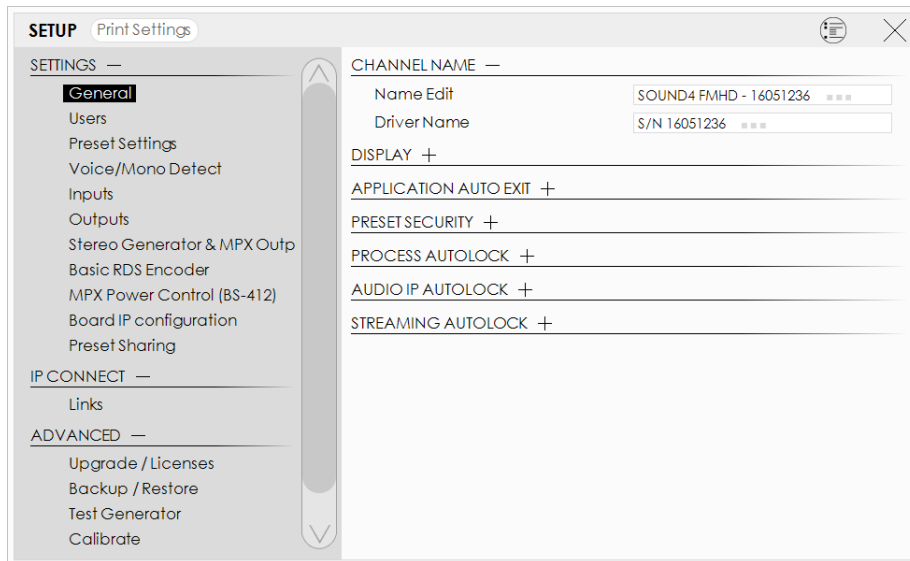 SETUP Print Settings
SETTINGS —
General
Users
Preset Settings
Voice/Mono Detect
Inputs
Outputs
Stereo Generator & MPX Outp
Basic RDS Encoder
MPX Power Control (BS-412)
Board IP configuration
Preset Sharing
IP CONNECT —
Links
ADVANCED —
Upgrade / Licenses
Backup / Restore
Test Generator
Calibrate
CHANNEL NAME —
Name Edit SOUND4 FMHD - 16051236
Driver Name S/N 16051236
DISPLAY +
APPLICATION AUTO EXIT +
PRESET SECURITY +
PROCESS AUTOLOCK +
AUDIO IP AUTOLOCK +
STREAMING AUTOLOCK +